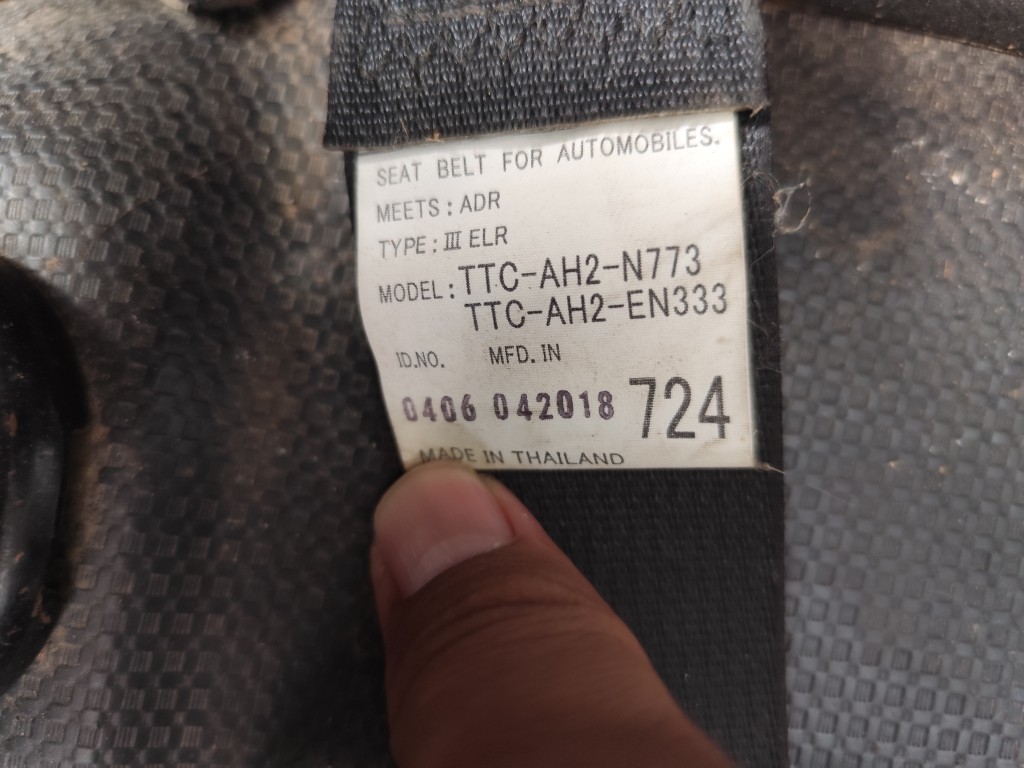 SEAT BELT FOR AUTOMOBILES.
MEETS: ADR
TYPE: III ELR
MODEL: TTC-AH2-N773
TTC-AH2-EN333
ID.NO. MFD. IN
0406 042018 724
MADE IN THAILAND